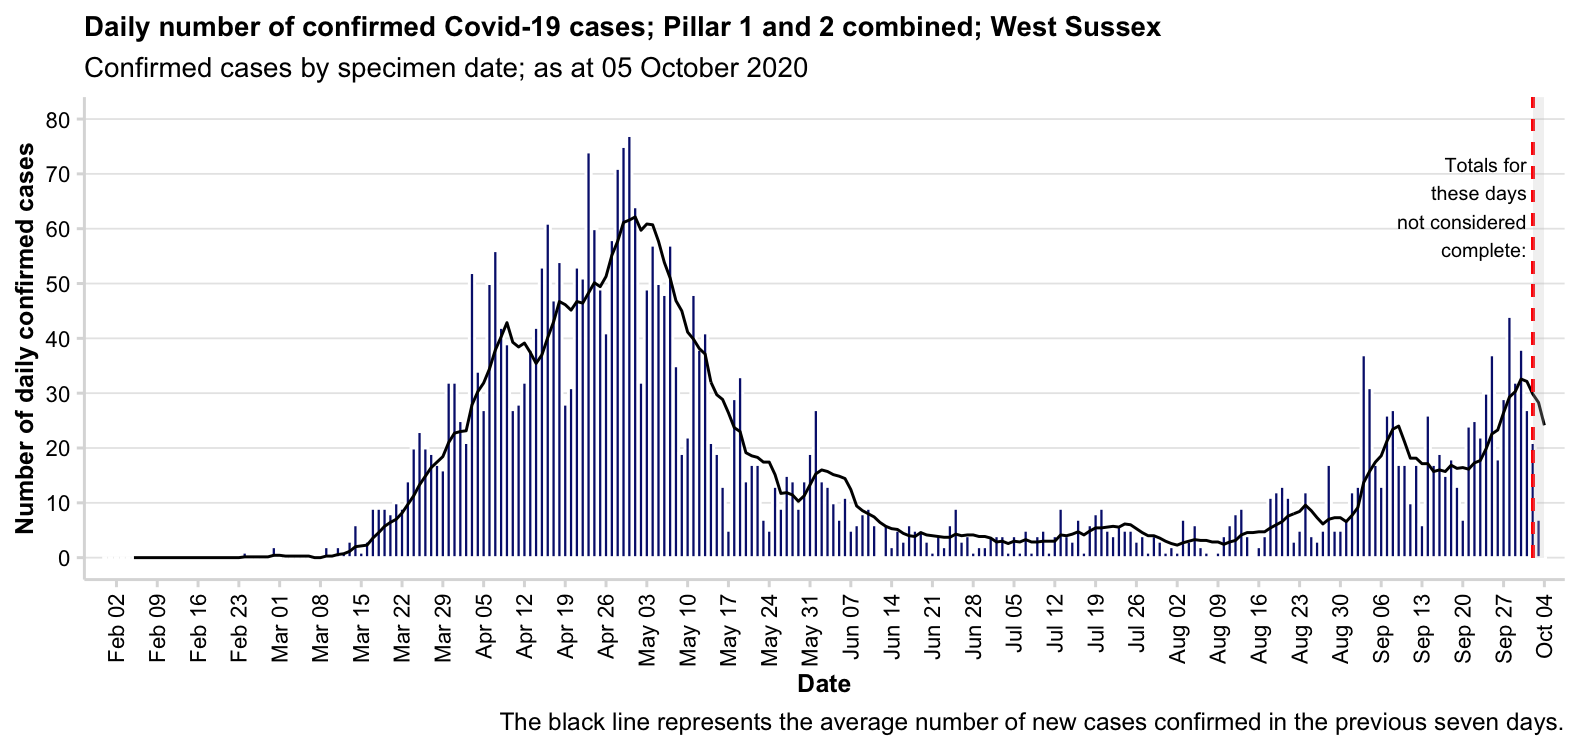 Daily number of confirmed Covid-19 cases; Pillar 1 and 2 combined; West Sussex
Confirmed cases by specimen date; as at 05 October 2020
Number of daily confirmed cases
80
70
60
50
40
30
20
10
0
Totals for
these days
not considered
complete:
Feb 02
Feb 09
Feb 16
Feb 23
Mar 01
Mar 08
Mar 15
Mar 22
Mar 29
Apr 05
Apr 12
Apr 19
Apr 26
May 03
May 10
May 17
May 24
May 31
Jun 07
Jun 14
Jun 21
Jun 28
Jul 05
Jul 12
Jul 19
Jul 26
Aug 02
Aug 09
Aug 16
Aug 23
Aug 30
Sep 06
Sep 13
Sep 20
Sep 27
Oct 04
Date
The black line represents the average number of new cases confirmed in the previous seven days.